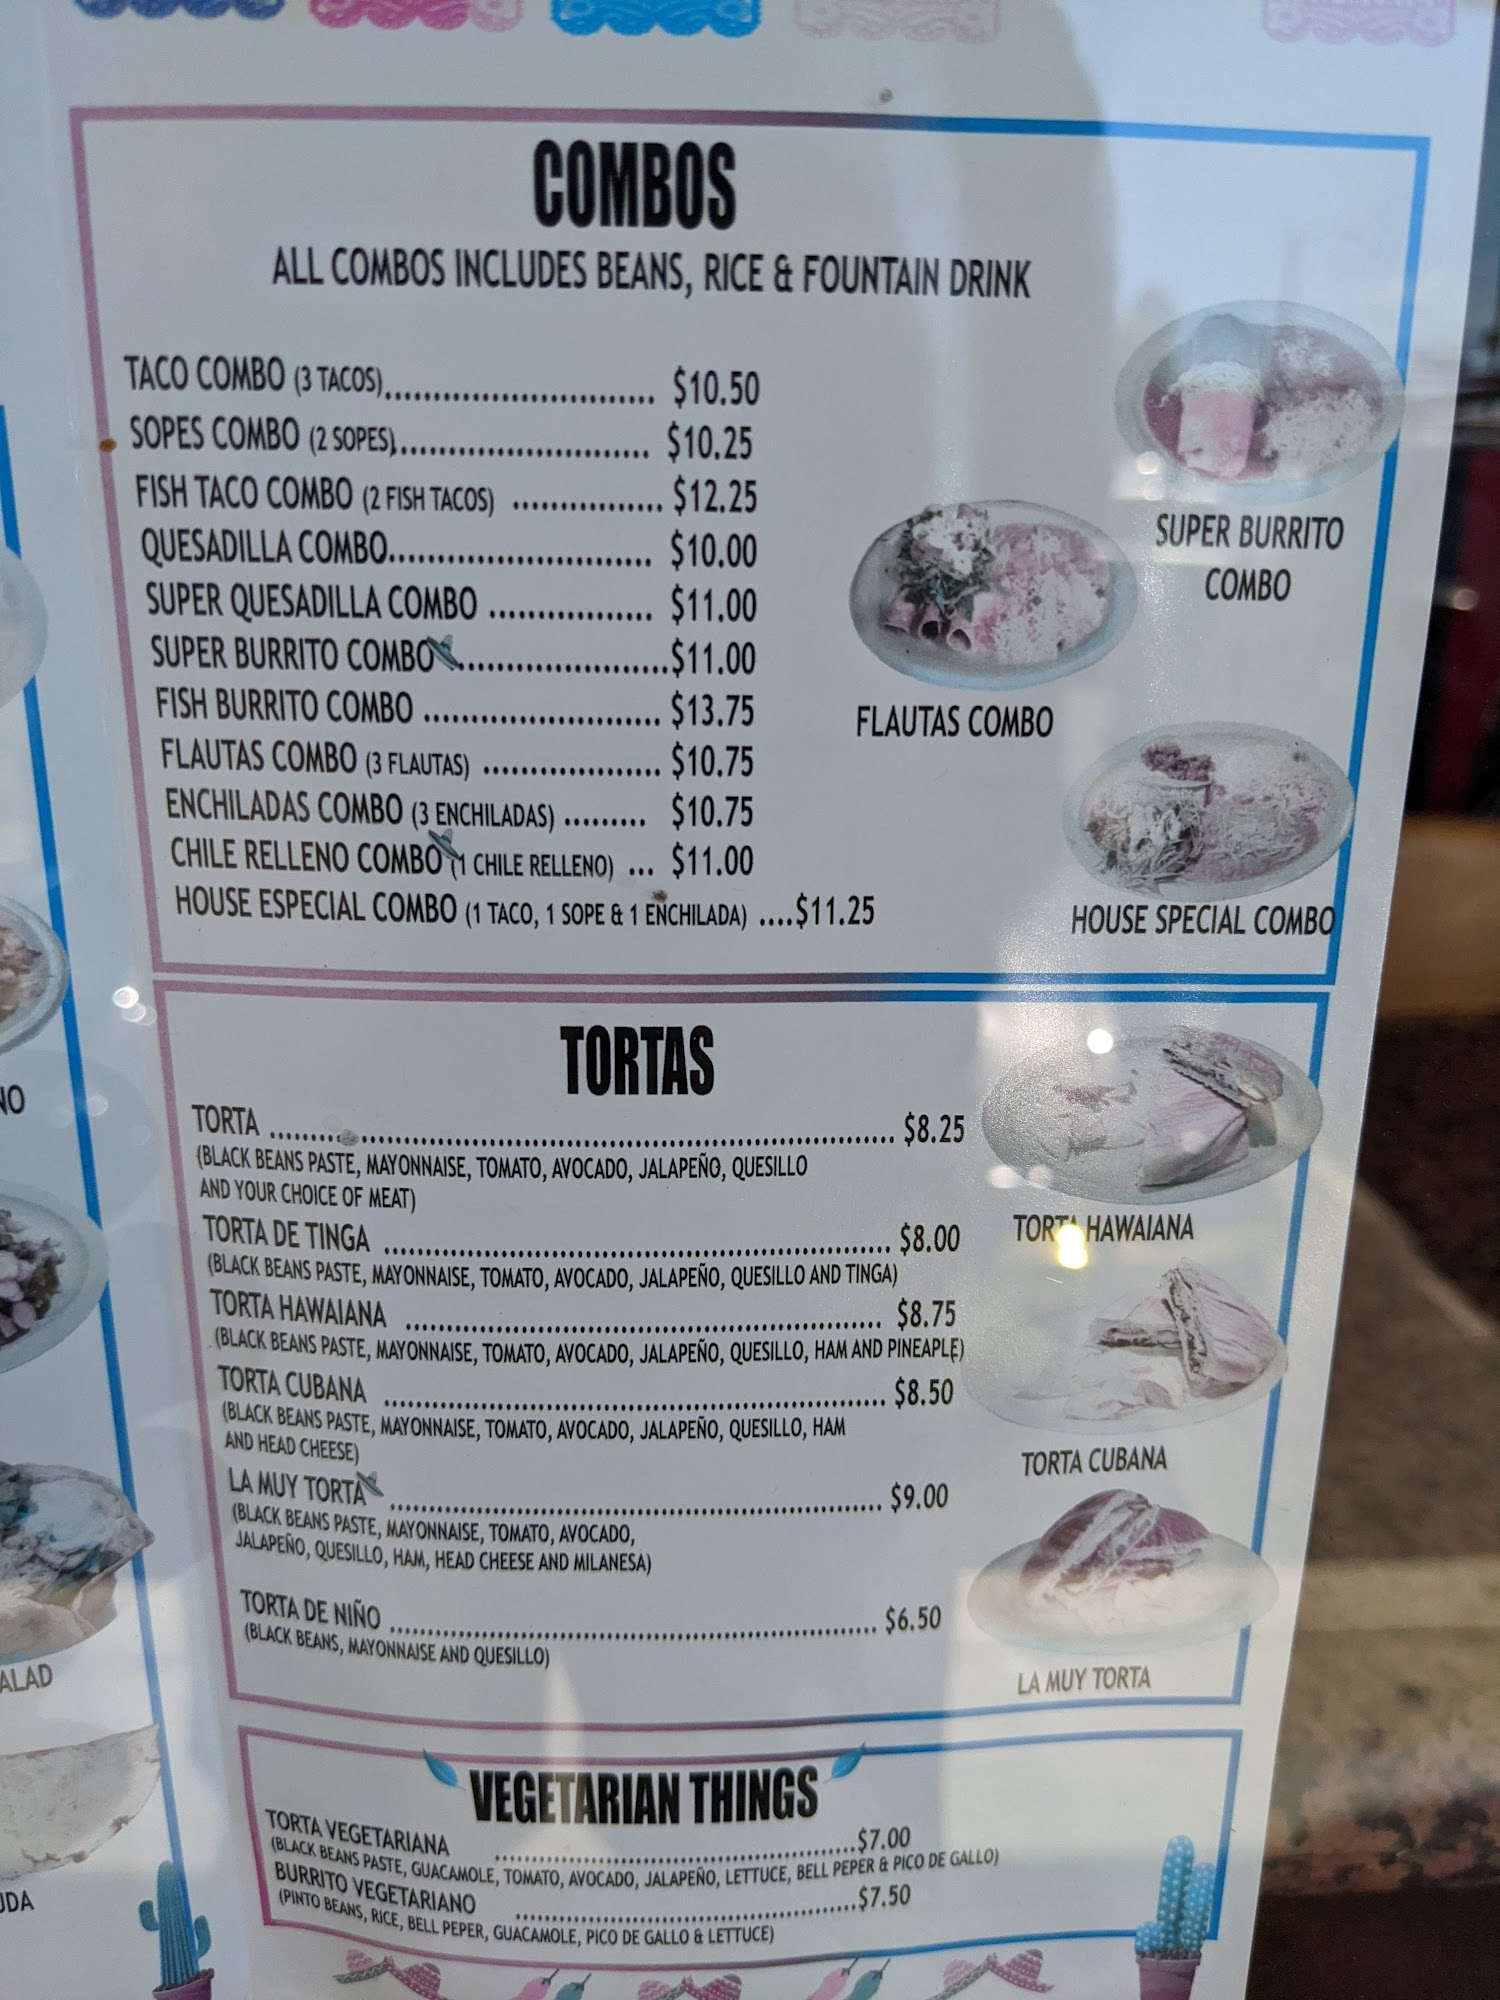 COMBOS
ALL COMBOS INCLUDES BEANS, RICE & FOUNTAIN DRINK
TACO COMBO (3 TACOS)............................ $10.50
SOPES COMBO (2 SOPES)........................... $10.25
FISH TACO COMBO (2 FISH TACOS) ................ $12.25
QUESADILLA COMBO............................ $10.00
SUPER QUESADILLA COMBO ................. $11.00
SUPER BURRITO COMBO......................$11.00
FISH BURRITO COMBO ......................... $13.75
FLAUTAS COMBO (3 FLAUTAS) ................... $10.75
ENCHILADAS COMBO (3 ENCHILADAS) ......... $10.75
CHILE RELLENO COMBO (1 CHILE RELLENO) ... $11.00
HOUSE ESPECIAL COMBO (1 TACO, 1 SOPE & 1 ENCHILADA) ....$11.25
SUPER BURRITO
COMBO
FLAUTAS COMBO
HOUSE SPECIAL COMBO
TORTAS
TORTA ........................................................................ $8.25
(BLACK BEANS PASTE, MAYONNAISE, TOMATO, AVOCADO, JALAPEÑO, QUESILLO
AND YOUR CHOICE OF MEAT)
TORTA DE TINGA .......................................................... $8.00
(BLACK BEANS PASTE, MAYONNAISE, TOMATO, AVOCADO, JALAPEÑO, QUESILLO AND TINGA)
TORTA HAWAIANA ...................................................... $8.75
(BLACK BEANS PASTE, MAYONNAISE, TOMATO, AVOCADO, JALAPEÑO, QUESILLO, HAM AND PINEAPLE)
TORTA CUBANA .......................................................... $8.50
(BLACK BEANS PASTE, MAYONNAISE, TOMATO, AVOCADO, JALAPEÑO, QUESILLO, HAM
AND HEAD CHEESE)
LA MUY TORTA ......................................................... $9.00
(BLACK BEANS PASTE, MAYONNAISE, TOMATO, AVOCADO,
JALAPEÑO, QUESILLO, HAM, HEAD CHEESE AND MILANESA)
TORTA DE NIÑO ........................................................ $6.50
(BLACK BEANS, MAYONNAISE AND QUESILLO)
TORTA HAWAIANA
TORTA CUBANA
LA MUY TORTA
VEGETARIAN THINGS
TORTA VEGETARIANA ..........................................$7.00
(BLACK BEANS PASTE, GUACAMOLE, TOMATO, AVOCADO, JALAPEÑO, LETTUCE, BELL PEPER & PICO DE GALLO)
BURRITO VEGETARIANO ........................................$7.50
(PINTO BEANS, RICE, BELL PEPER, GUACAMOLE, PICO DE GALLO & LETTUCE)
NO
ALAD
UDA